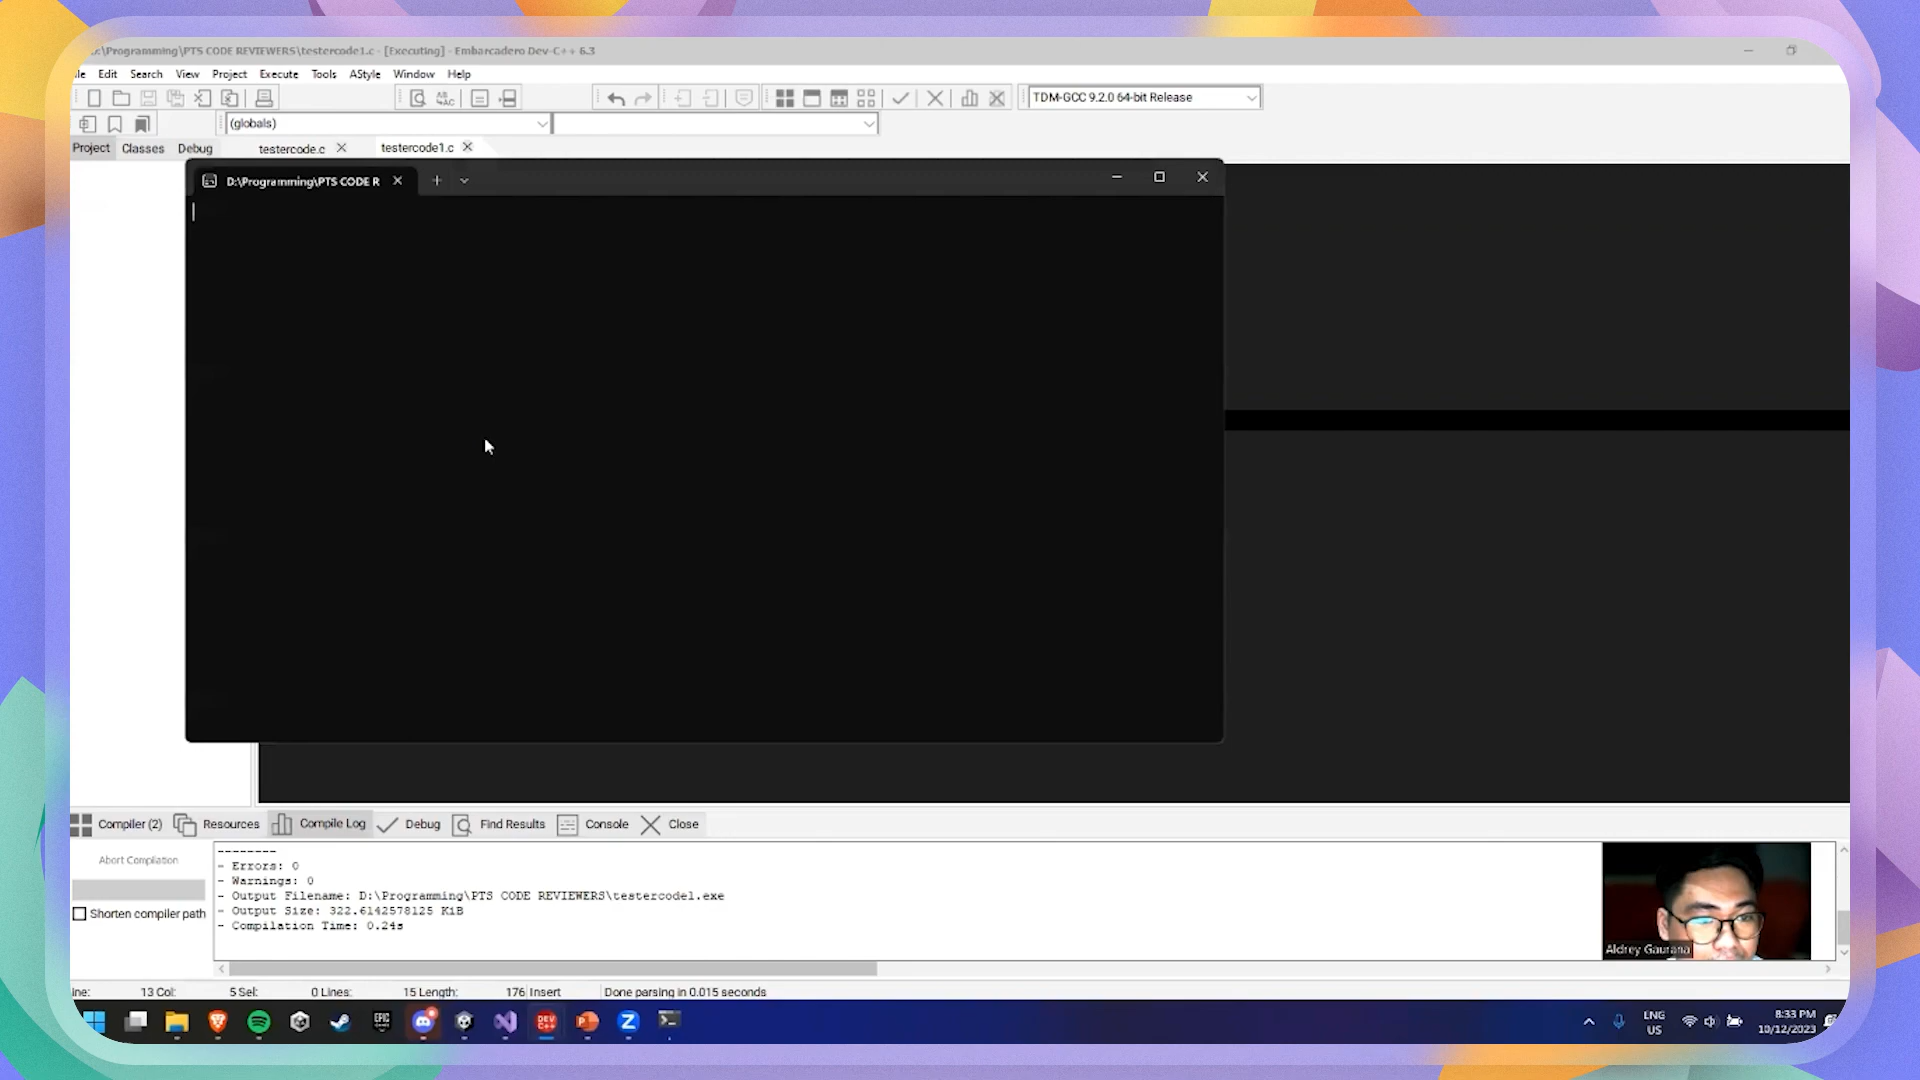 D:\Programming\PTS CODE REVIEWERS\testercode1.c - [Executing] - Embarcadero Dev-C++ 6.3
Edit Search View Project Execute Tools AStyle Window Help
TDM-GCC 9.2.0 64-bit Release
(globals)
Project Classes Debug testercode.c testercode1.c
D:\Programming\PTS CODE R
Compiler (2) Resources Compile Log Debug Find Results Console Close
Abort Compilation
Shorten compiler path
--------
- Errors: 0
- Warnings: 0
- Output Filename: D:\Programming\PTS CODE REVIEWERS\testercode1.exe
- Output Size: 322.6142578125 KiB
- Compilation Time: 0.24s
Aldrey Gaurana
ine: 13 Col: 5 Sel: 0 Lines: 15 Length: 176 Insert Done parsing in 0.015 seconds
EPIC
DEV
C++
ENG
US
8:33 PM
10/12/2023